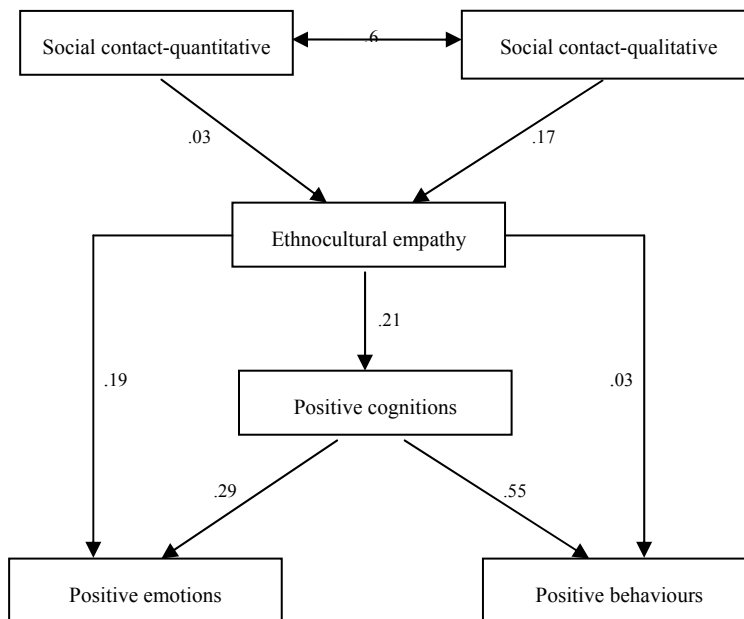 Social contact-quantitative
.6
Social contact-qualitative
.03
.17
Ethnocultural empathy
.21
.19
.03
Positive cognitions
.29
.55
Positive emotions
Positive behaviours